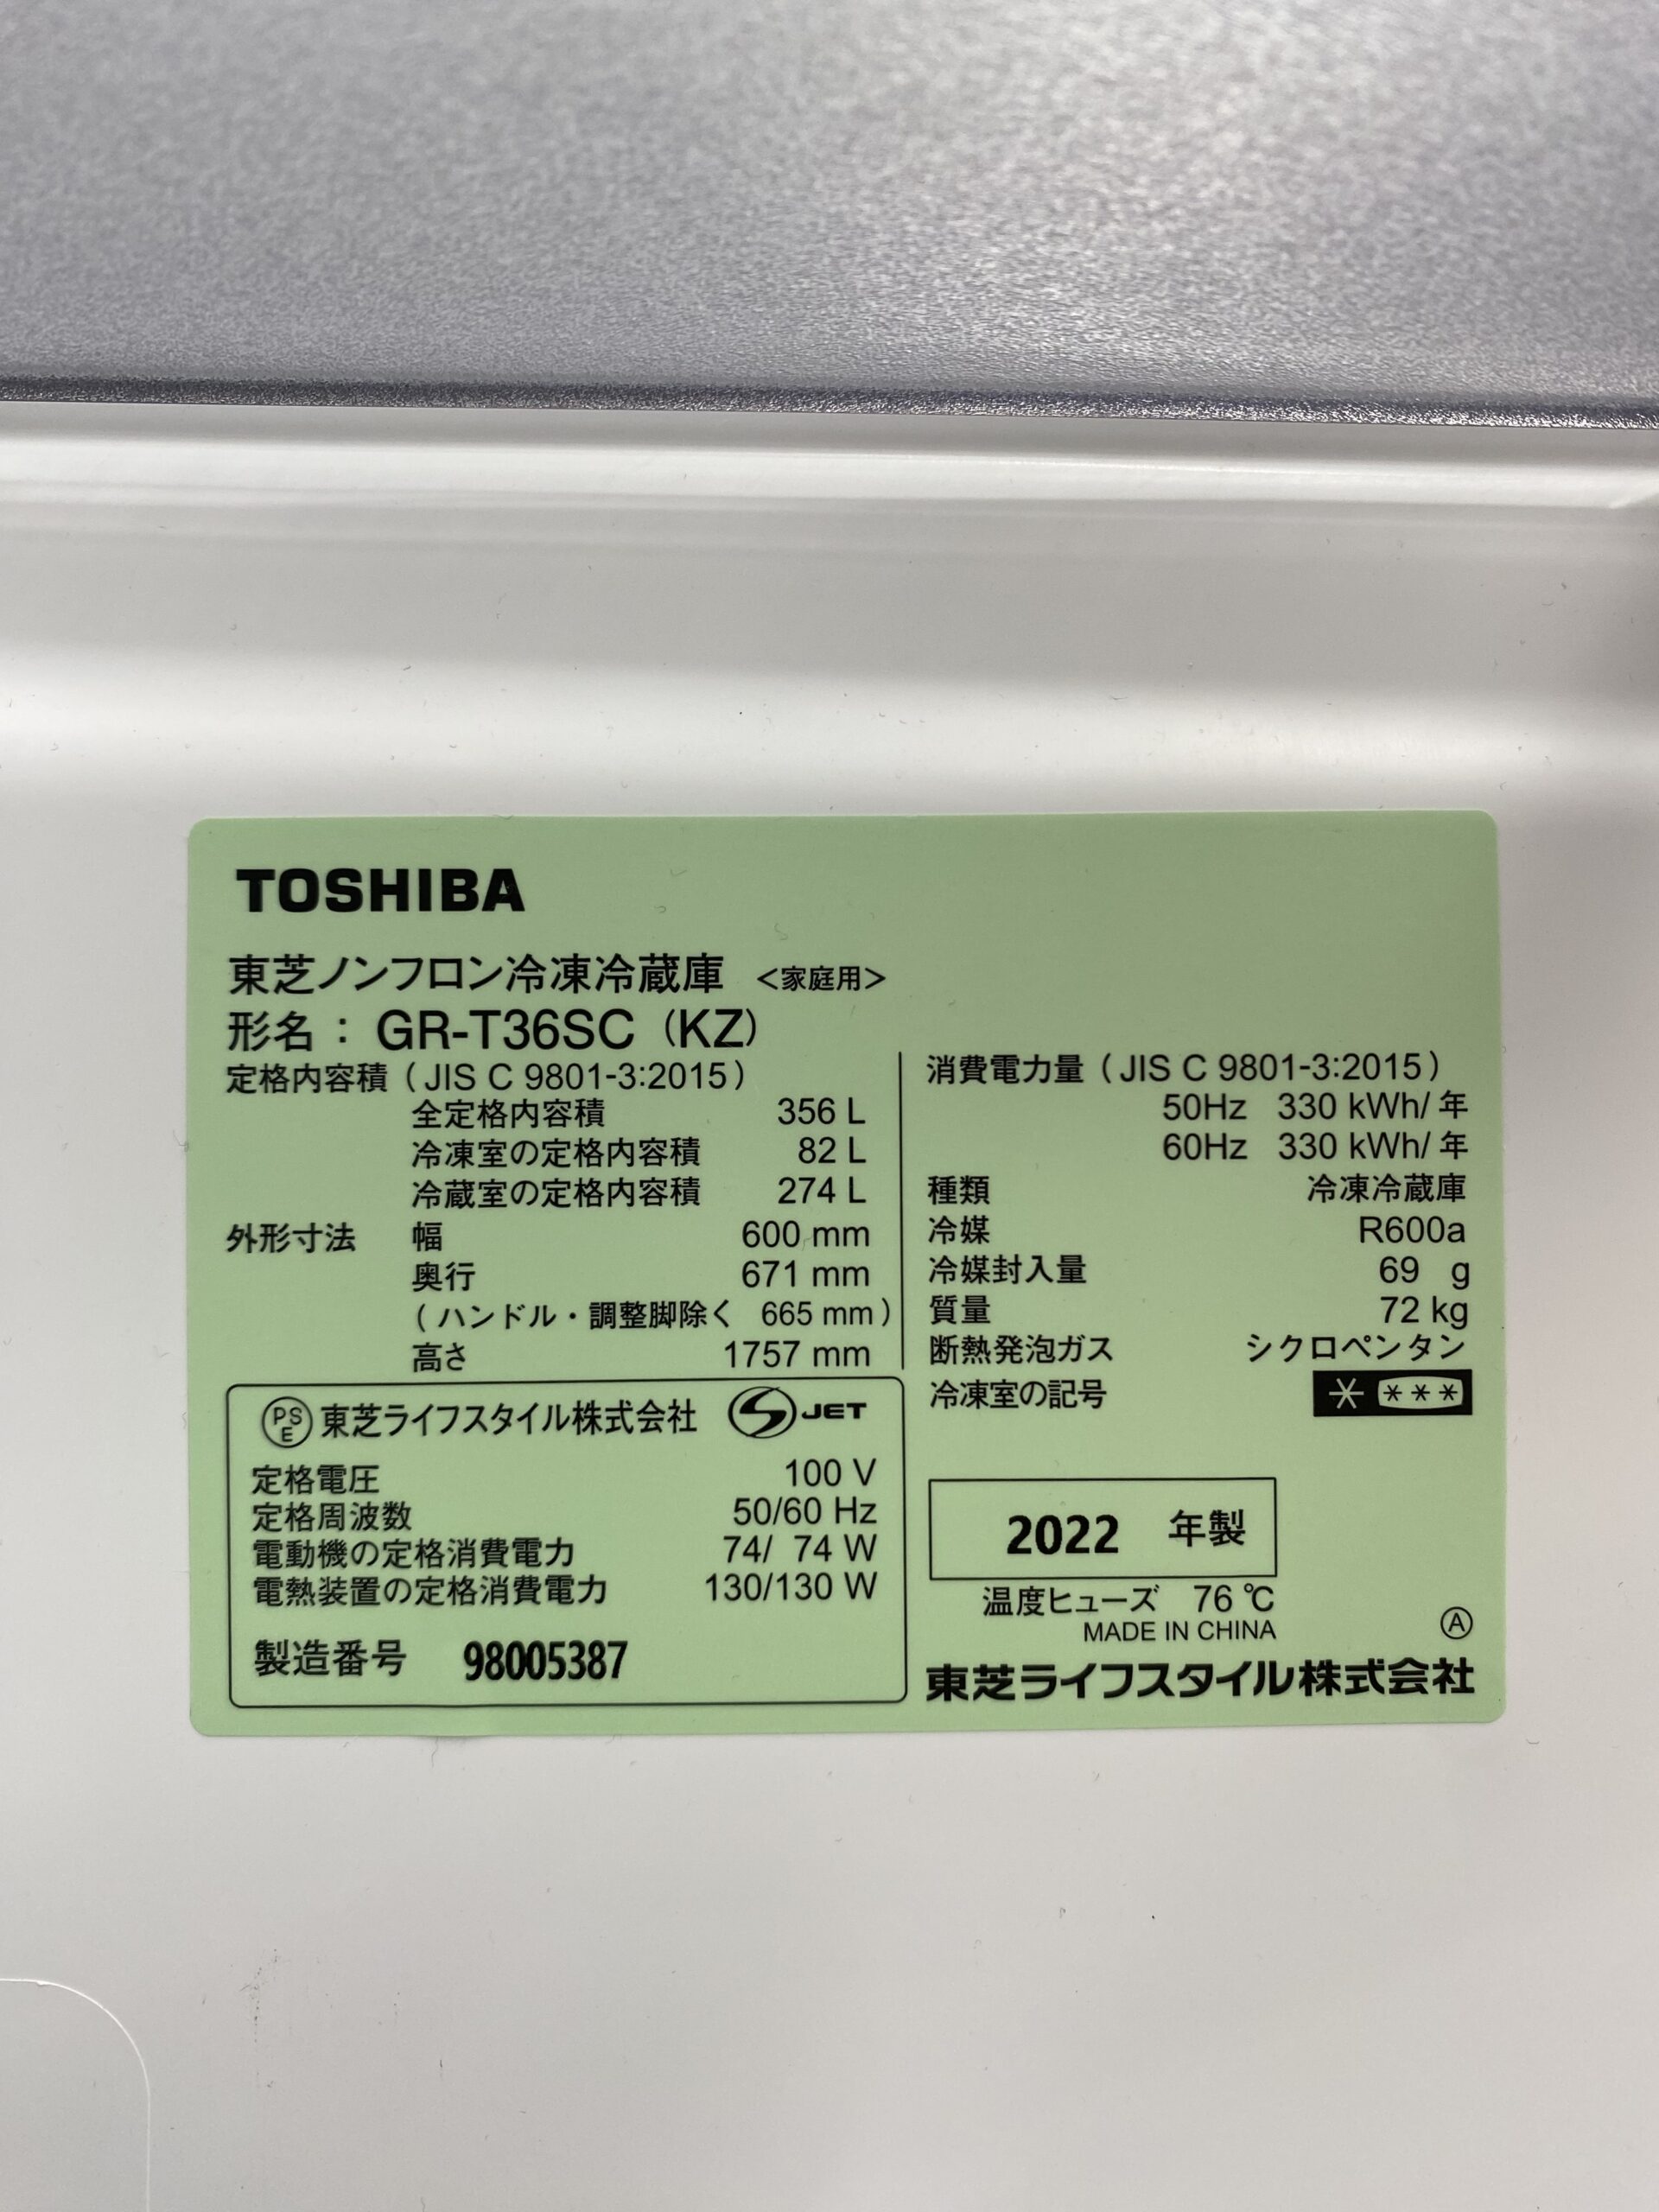 TOSHIBA
東芝ノンフロン冷凍冷蔵庫 <家庭用>
形名： GR-T36SC (KZ)
定格内容積 ( JIS C 9801-3:2015 )
全定格内容積 356 L
冷凍室の定格内容積 82 L
冷蔵室の定格内容積 274 L
外形寸法 幅 600 mm
奥行 671 mm
( ハンドル・調整脚除く 665 mm )
高さ 1757 mm
PSE 東芝ライフスタイル株式会社 S JET
定格電圧 100 V
定格周波数 50/60 Hz
電動機の定格消費電力 74/ 74 W
電熱装置の定格消費電力 130/130 W
製造番号 98005387
消費電力量 ( JIS C 9801-3:2015 )
50Hz 330 kWh/ 年
60Hz 330 kWh/ 年
種類 冷凍冷蔵庫
冷媒 R600a
冷媒封入量 69 g
質量 72 kg
断熱発泡ガス シクロペンタン
冷凍室の記号 * ***
2022 年製
温度ヒューズ 76 ℃
MADE IN CHINA
Ⓐ
東芝ライフスタイル株式会社